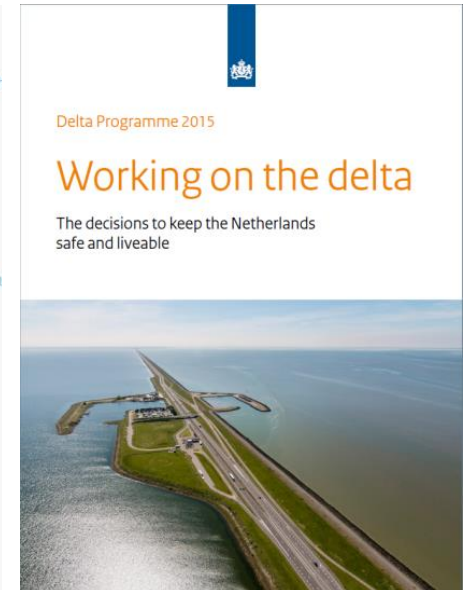 Delta Programme 2015
Working on the delta
The decisions to keep the Netherlands
safe and liveable